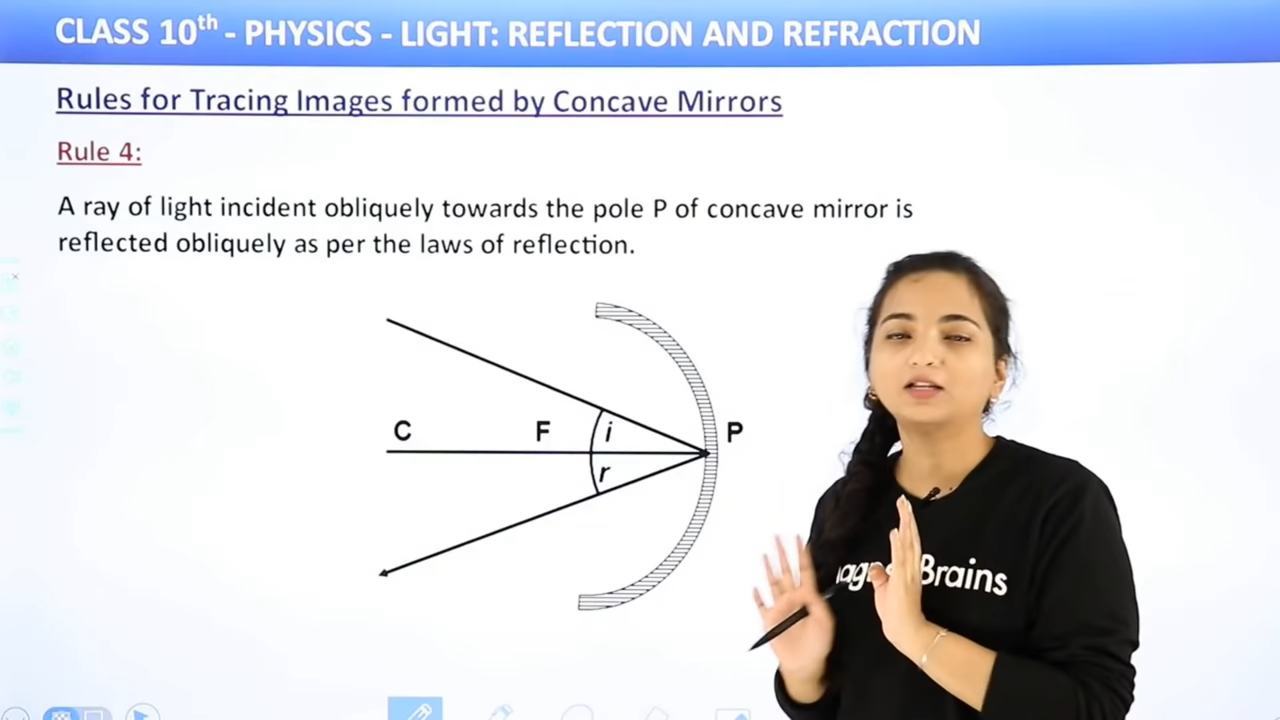 CLASS 10th - PHYSICS - LIGHT: REFLECTION AND REFRACTION
Rules for Tracing Images formed by Concave Mirrors
Rule 4:
A ray of light incident obliquely towards the pole P of concave mirror is
reflected obliquely as per the laws of reflection.
C F i P
r
Brains